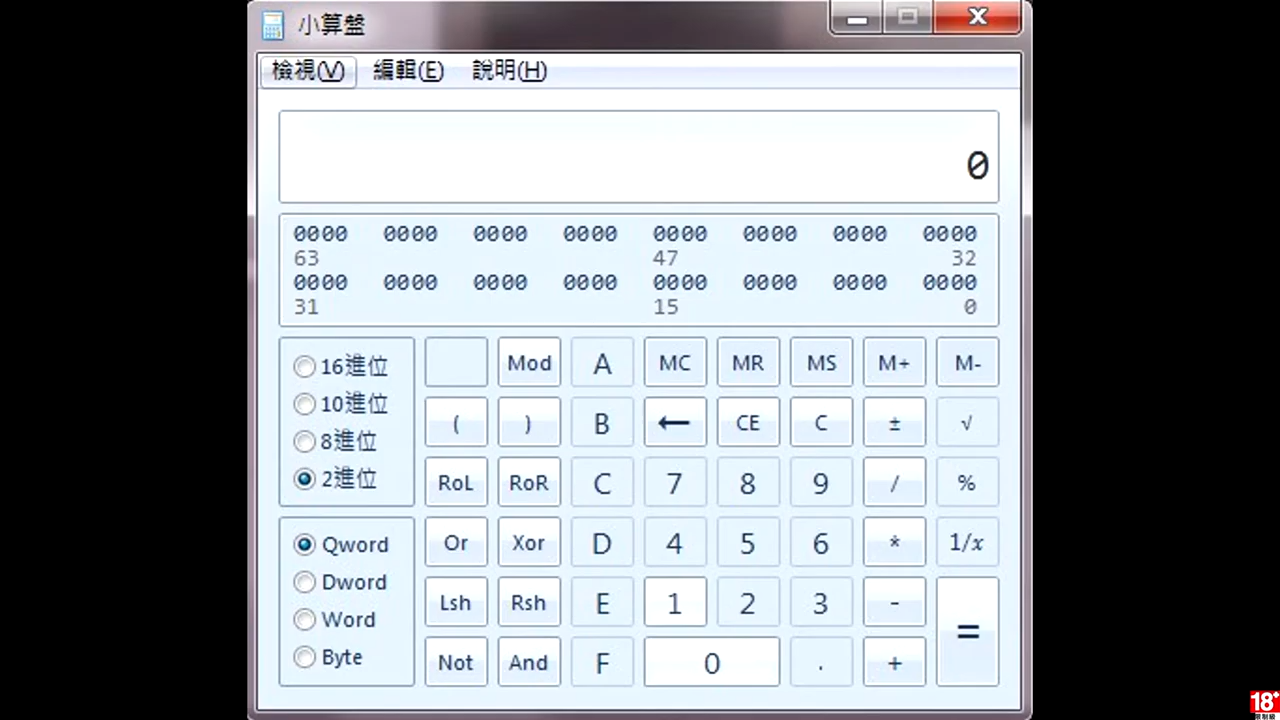 小算盤
檢視(V) 編輯(E) 說明(H)
0
0000 0000 0000 0000 0000 0000 0000 0000
63 47 32
0000 0000 0000 0000 0000 0000 0000 0000
31 15 0
16進位 Mod A MC MR MS M+ M-
10進位 ( ) B ← CE C ± √
8進位
2進位 RoL RoR C 7 8 9 / %
Qword Or Xor D 4 5 6 * 1/x
Dword
Word Lsh Rsh E 1 2 3 - =
Byte Not And F 0 . +
18+
限制級